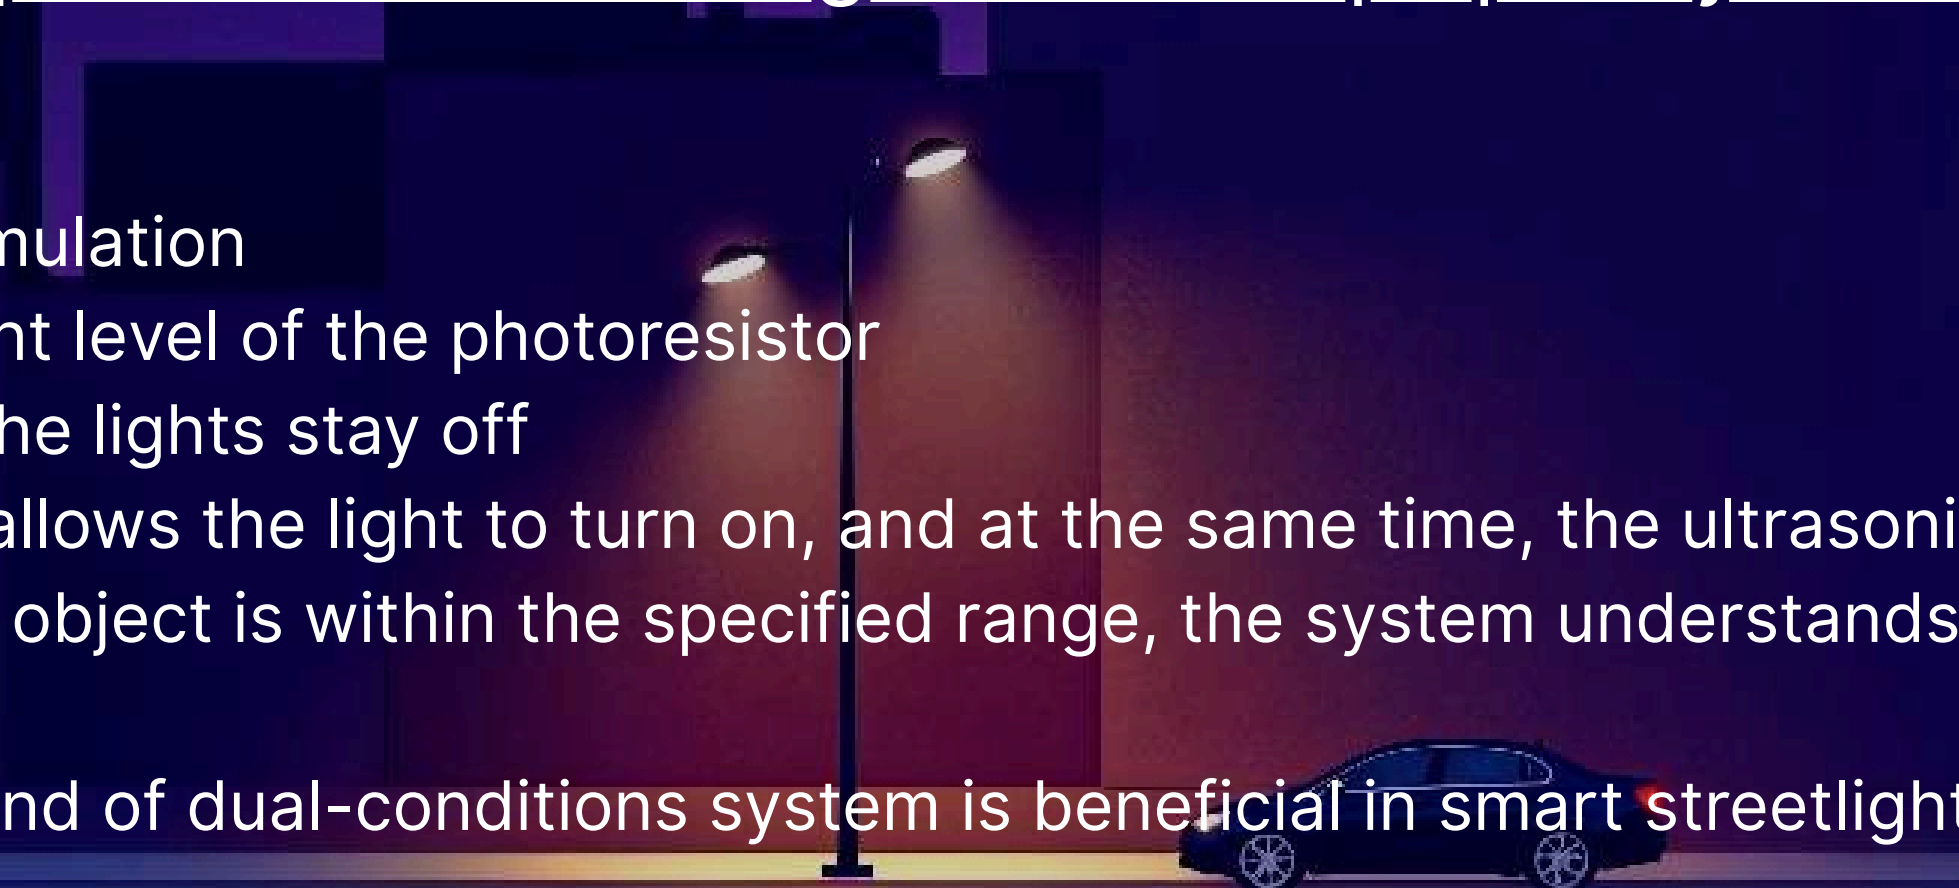 mulation
nt level of the photoresistor
he lights stay off
allows the light to turn on, and at the same time, the ultrasoni
object is within the specified range, the system understands
nd of dual-conditions system is beneficial in smart streetlight